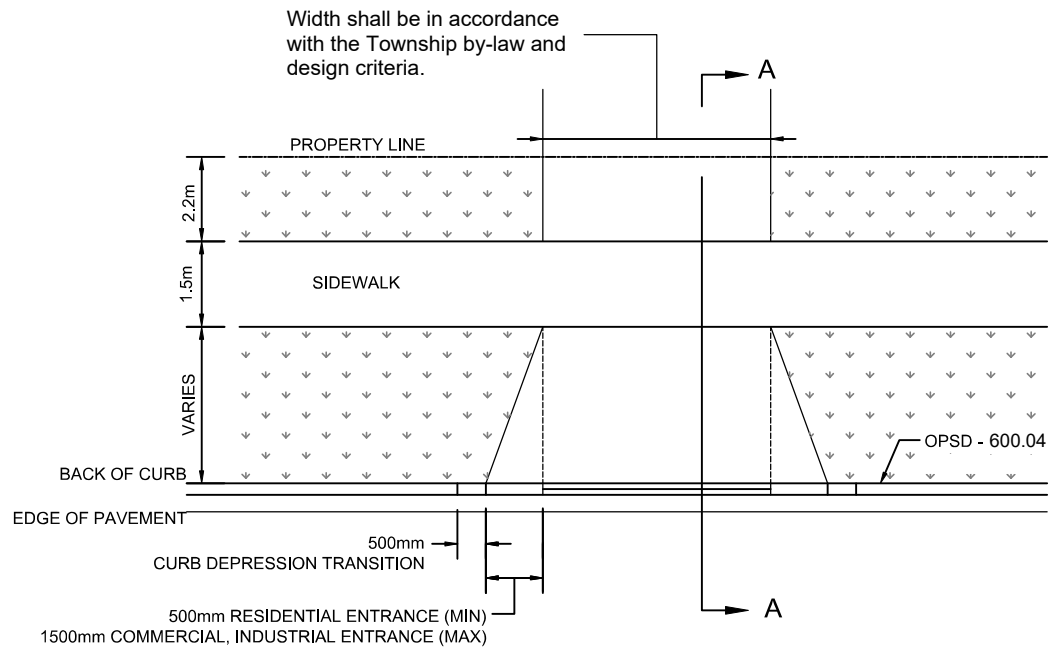 Width shall be in accordance
with the Township by-law and
design criteria.
A
PROPERTY LINE
2.2m
1.5m
SIDEWALK
VARIES
OPSD - 600.04
BACK OF CURB
EDGE OF PAVEMENT
500mm
CURB DEPRESSION TRANSITION
500mm RESIDENTIAL ENTRANCE (MIN)
1500mm COMMERCIAL, INDUSTRIAL ENTRANCE (MAX)
A